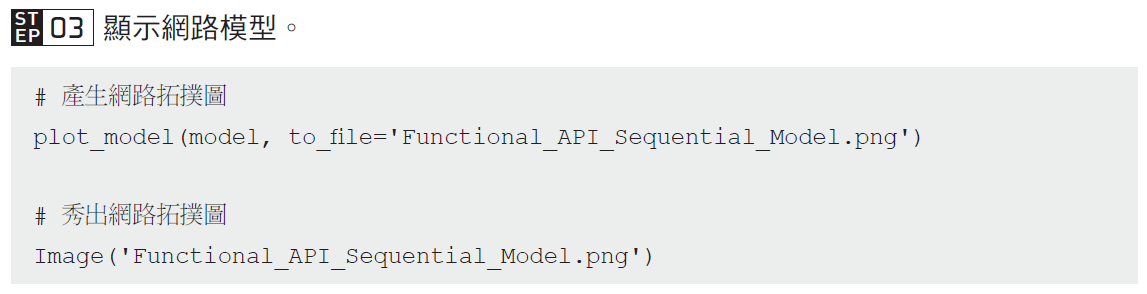 STEP 03 顯示網路模型。
# 產生網路拓撲圖
plot_model(model, to_file='Functional_API_Sequential_Model.png')
# 秀出網路拓撲圖
Image('Functional_API_Sequential_Model.png')